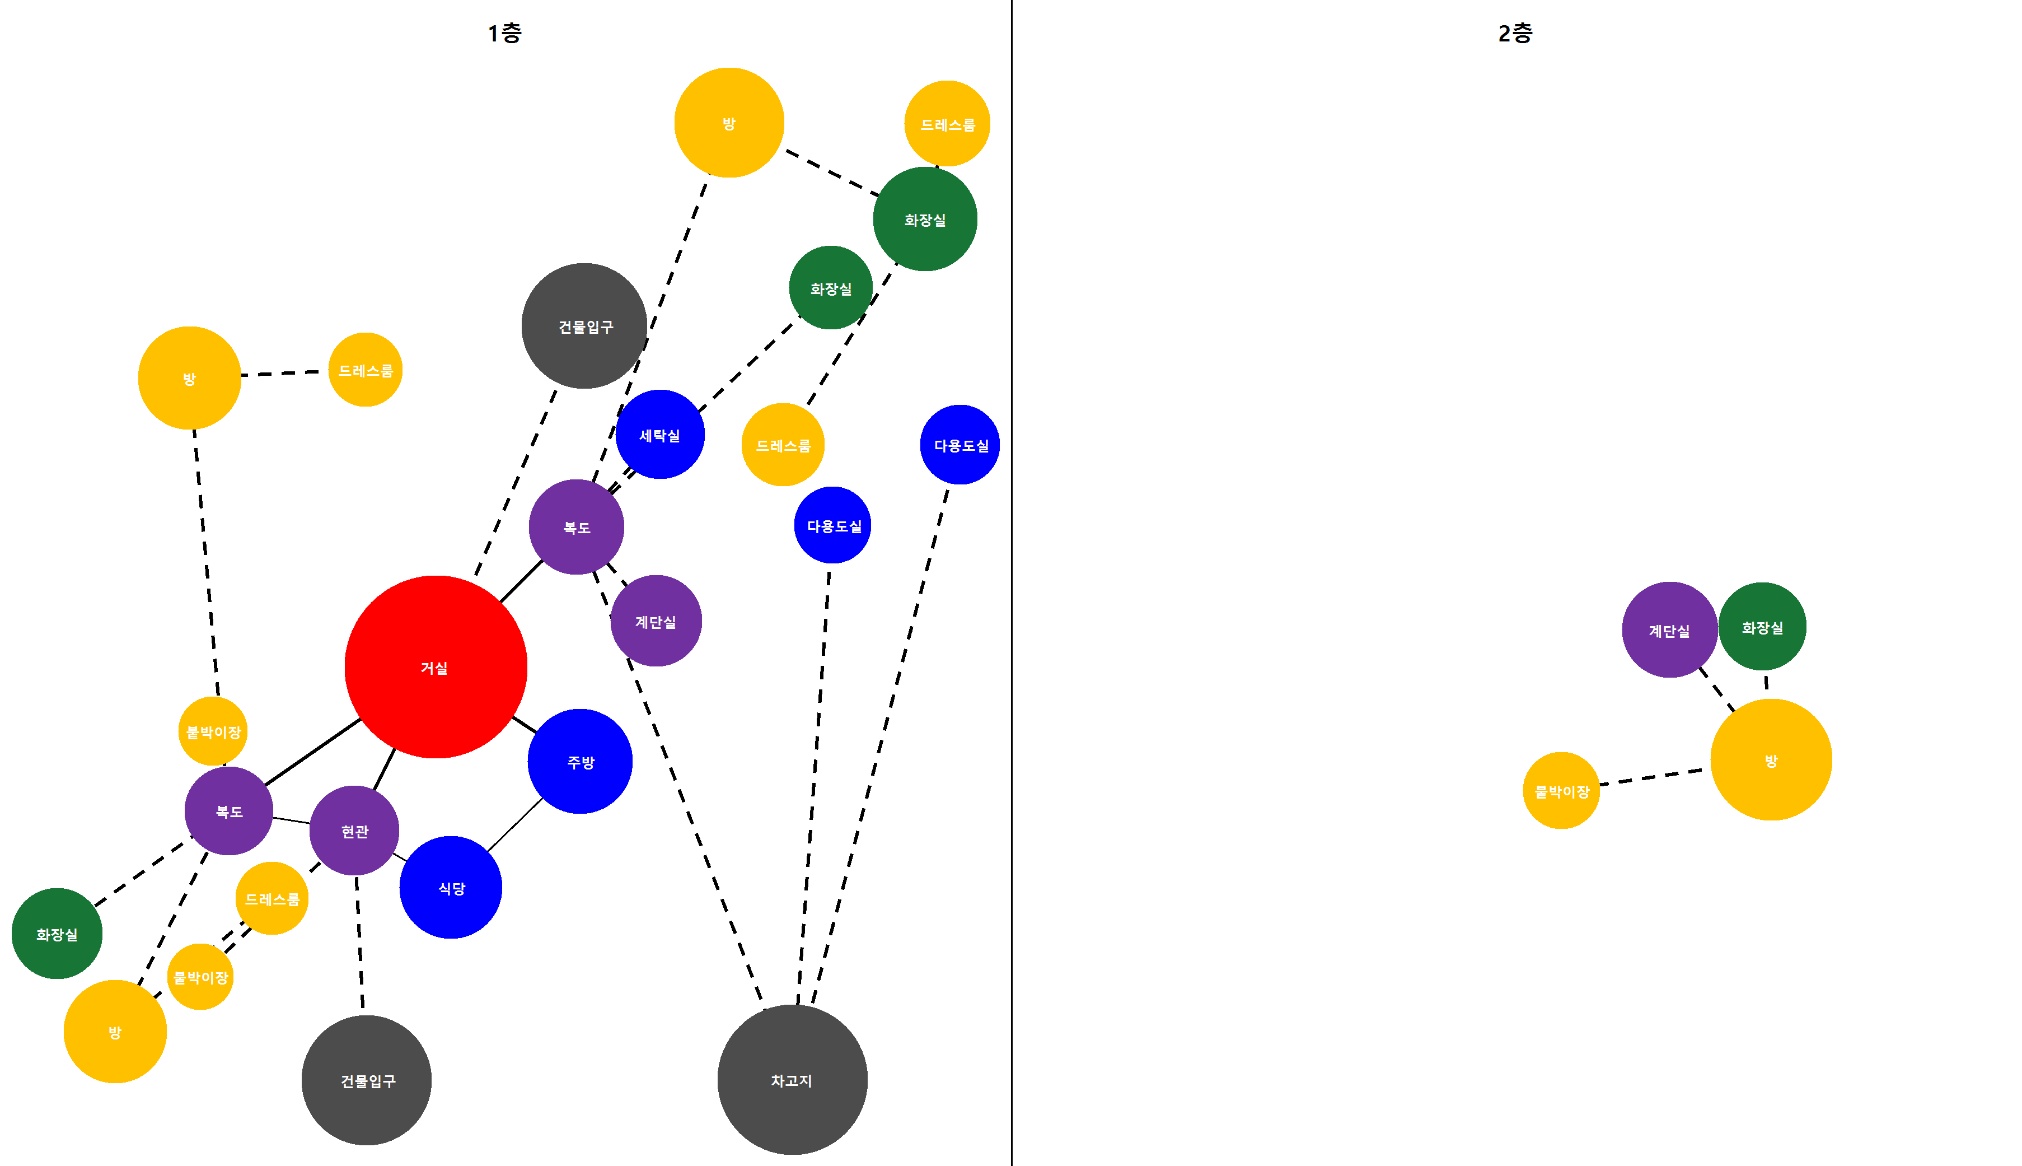 1층
방
드레스룸
화장실
화장실
건물입구
방
드레스룸
세탁실
드레스룸
다용도실
복도
다용도실
계단실
거실
붙박이장
주방
복도
현관
식당
드레스룸
화장실
붙박이장
방
건물입구
차고지
2층
계단실
화장실
방
붙박이장